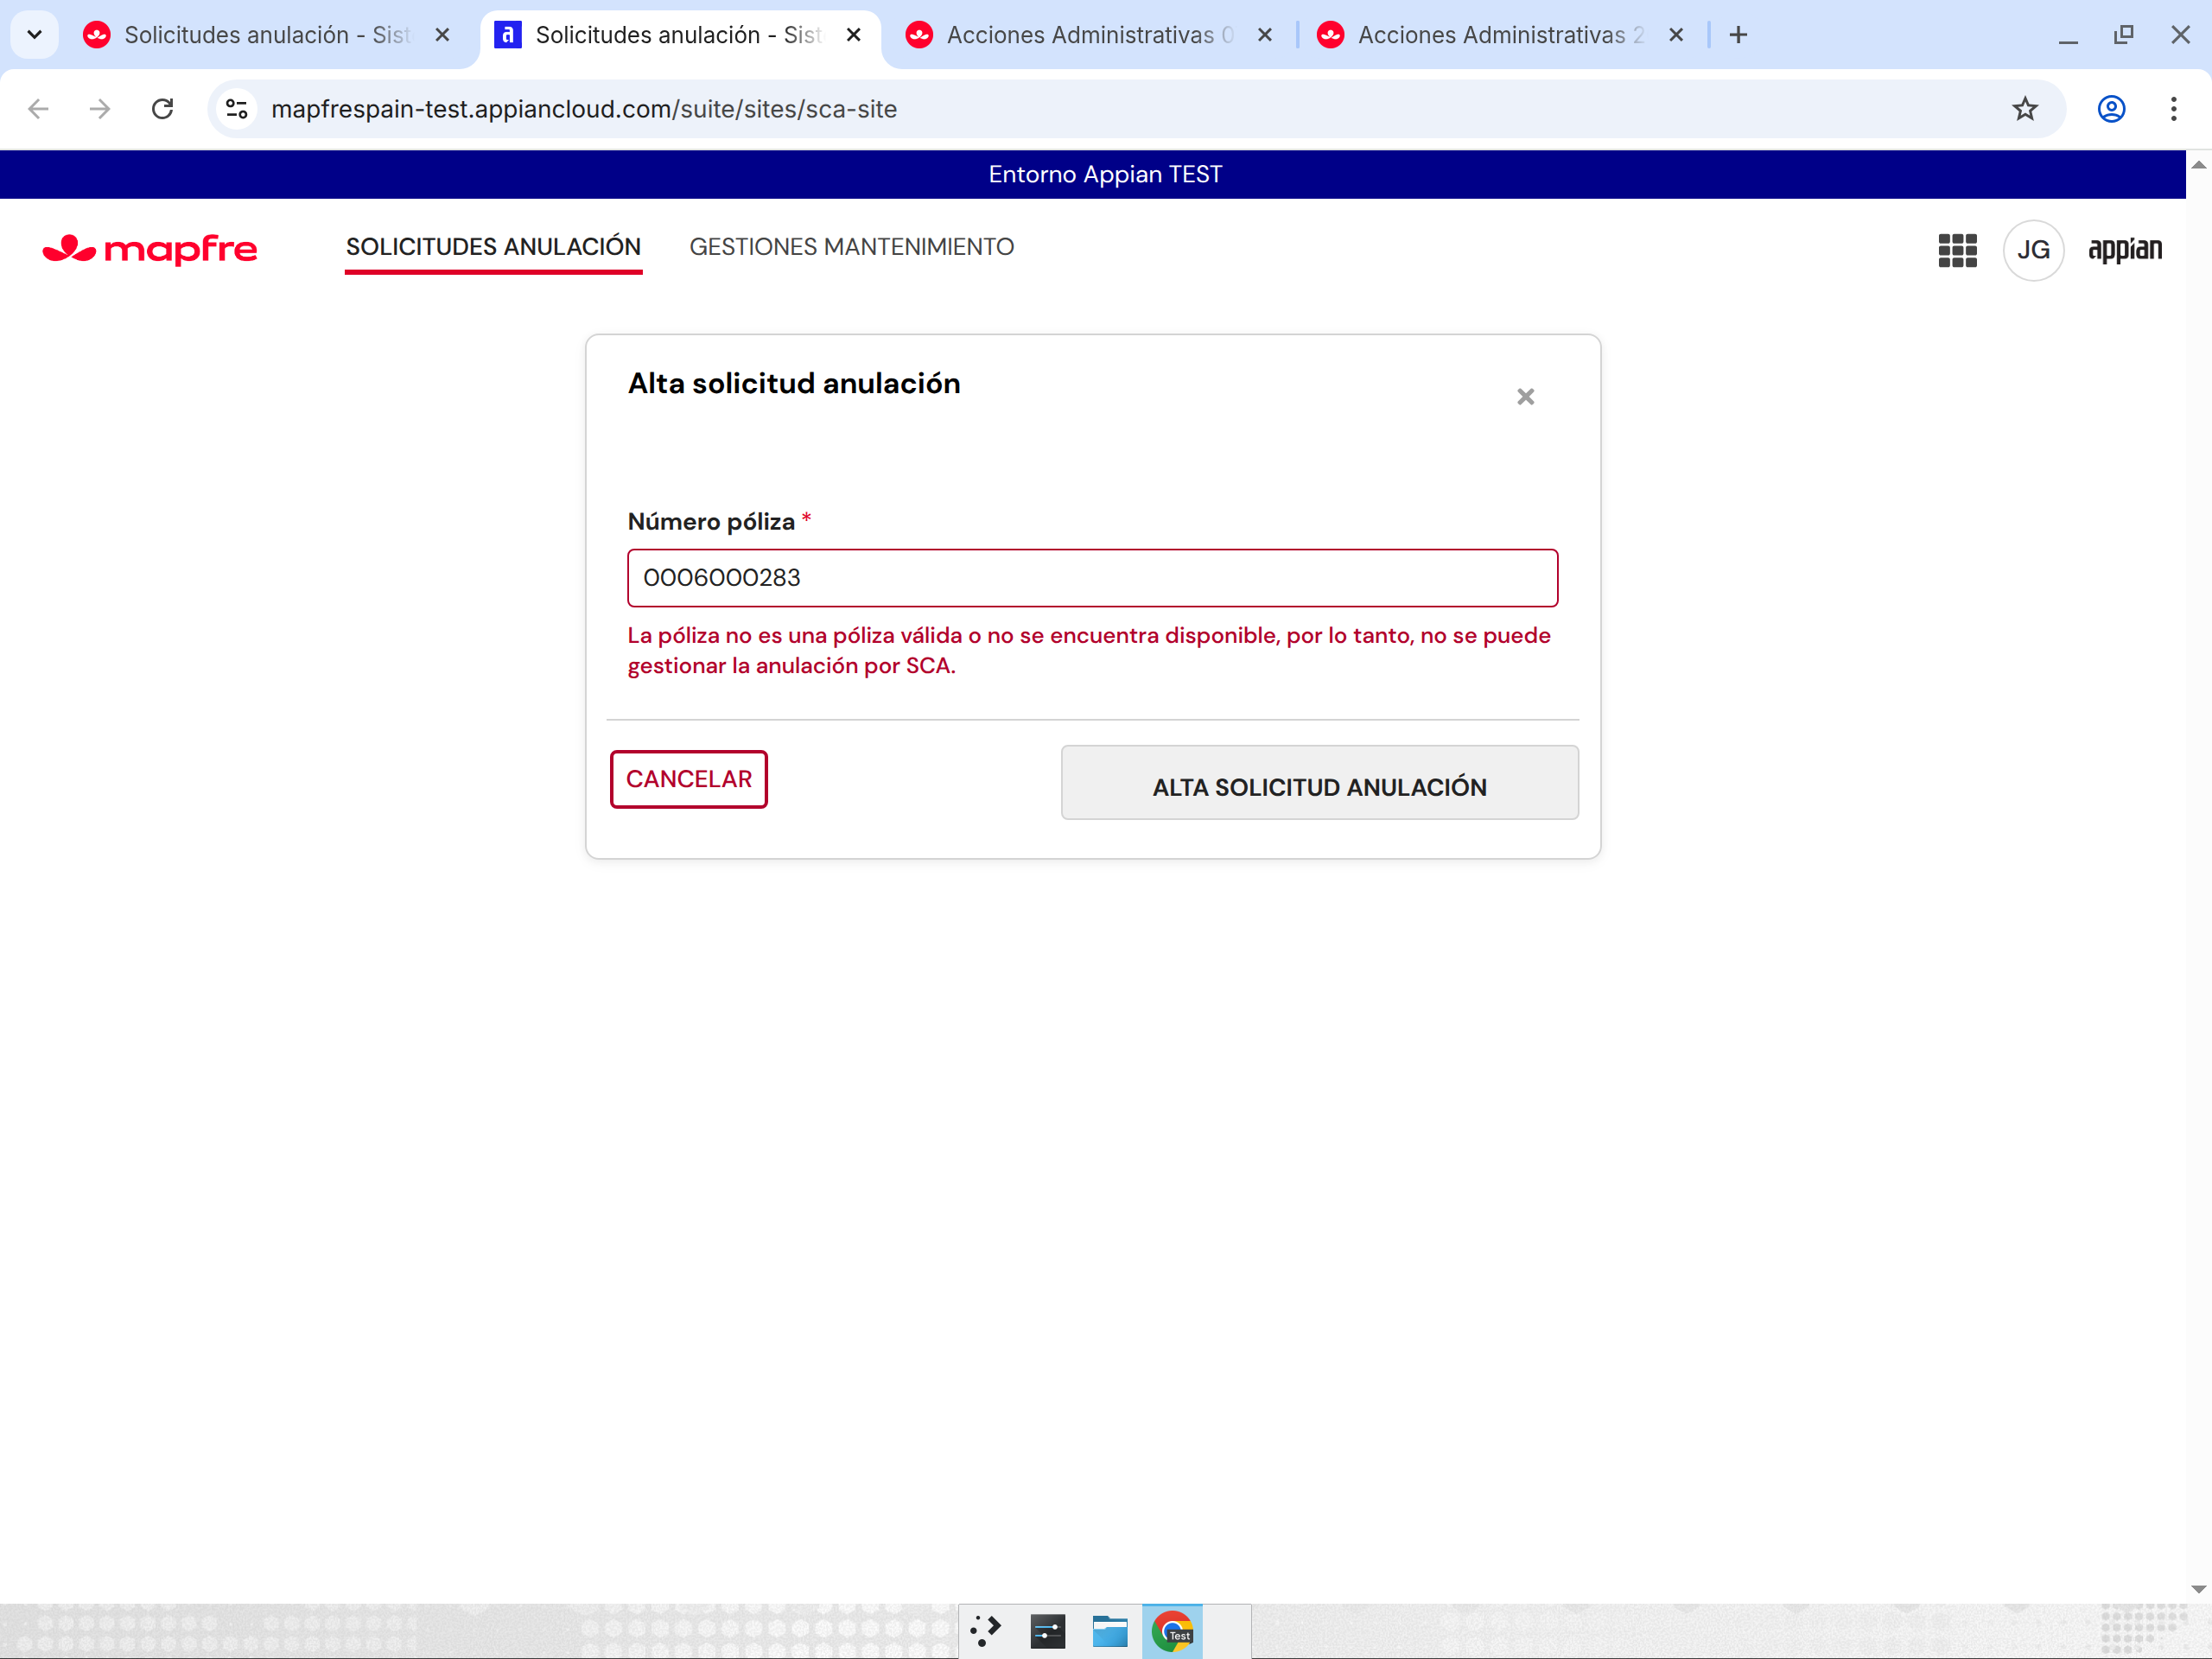 Solicitudes anulación - Sist
Solicitudes anulación - Sist
Acciones Administrativas 0
Acciones Administrativas 2
mapfrespain-test.appiancloud.com/suite/sites/sca-site
Entorno Appian TEST
mapfre
SOLICITUDES ANULACIÓN
GESTIONES MANTENIMIENTO
JG
appian
Alta solicitud anulación
Número póliza *
0006000283
La póliza no es una póliza válida o no se encuentra disponible, por lo tanto, no se puede
gestionar la anulación por SCA.
CANCELAR
ALTA SOLICITUD ANULACIÓN
Test